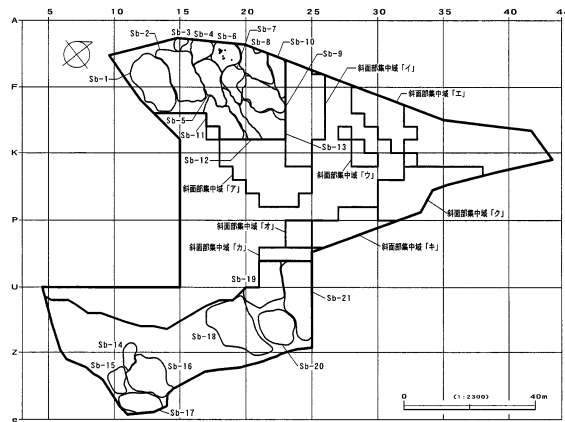 5 10 15 20 25 30 35 40 44
A
F
K
P
U
Z
e
Sb-1
Sb-2
Sb-3
Sb-4
Sb-6
Sb-7
Sb-8
Sb-10
Sb-9
斜面部集中域「イ」
斜面部集中域「エ」
Sb-5
Sb-11
Sb-12
Sb-13
斜面部集中域「ア」
斜面部集中域「ウ」
斜面部集中域「オ」
斜面部集中域「ク」
斜面部集中域「カ」
斜面部集中域「キ」
Sb-19
Sb-21
Sb-18
Sb-20
Sb-14
Sb-15
Sb-16
Sb-17
0 (1:2300) 40m